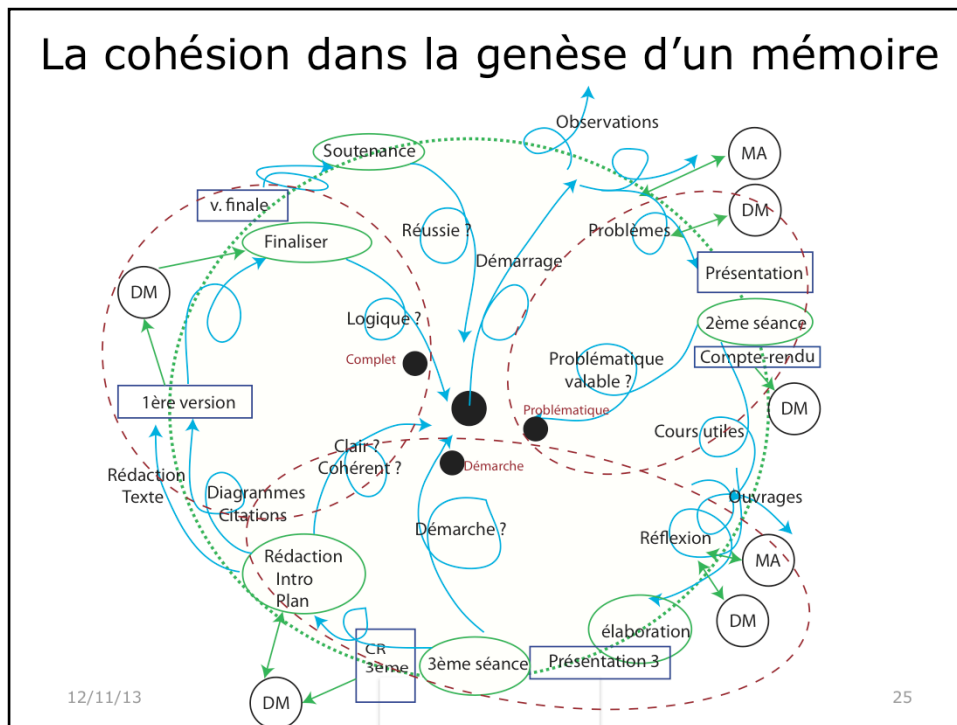 La cohésion dans la genèse d'un mémoire
Observations
Soutenance
MA
v. finale
DM
Réussie ?
Problèmes
Finaliser
Démarrage
Présentation
DM
Logique ?
2ème séance
Complet
Problématique
valable ?
Compte-rendu
1ère version
Problématique
DM
Clair ?
Cohérent ?
Cours utiles
Démarche
Rédaction
Texte
Diagrammes
Citations
Ouvrages
Démarche ?
Réflexion
Rédaction
Intro
Plan
MA
DM
élaboration
CR
3ème
3ème séance
Présentation 3
DM
12/11/13
25